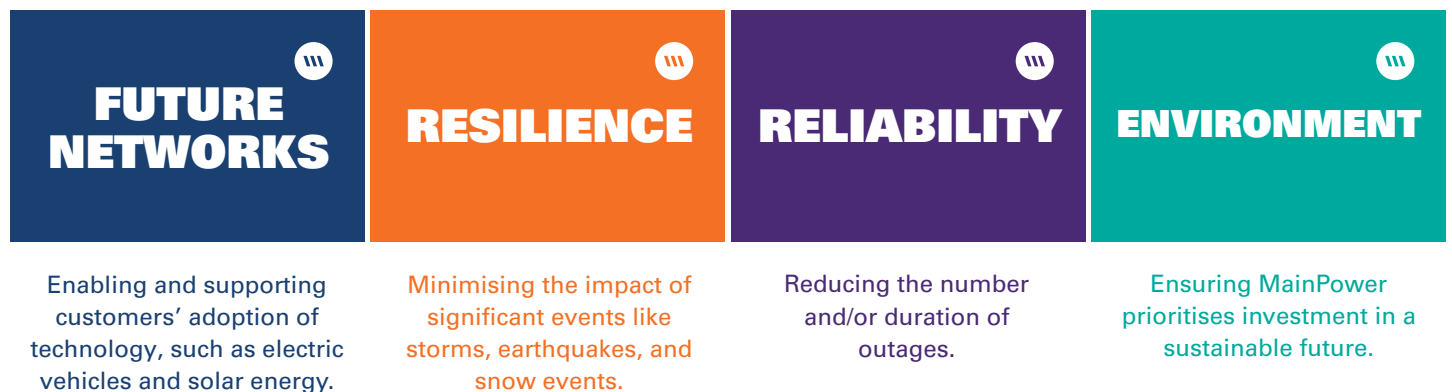 FUTURE
NETWORKS
RESILIENCE
RELIABILITY
ENVIRONMENT
Enabling and supporting
customers’ adoption of
technology, such as electric
vehicles and solar energy.
Minimising the impact of
significant events like
storms, earthquakes, and
snow events.
Reducing the number
and/or duration of
outages.
Ensuring MainPower
prioritises investment in a
sustainable future.